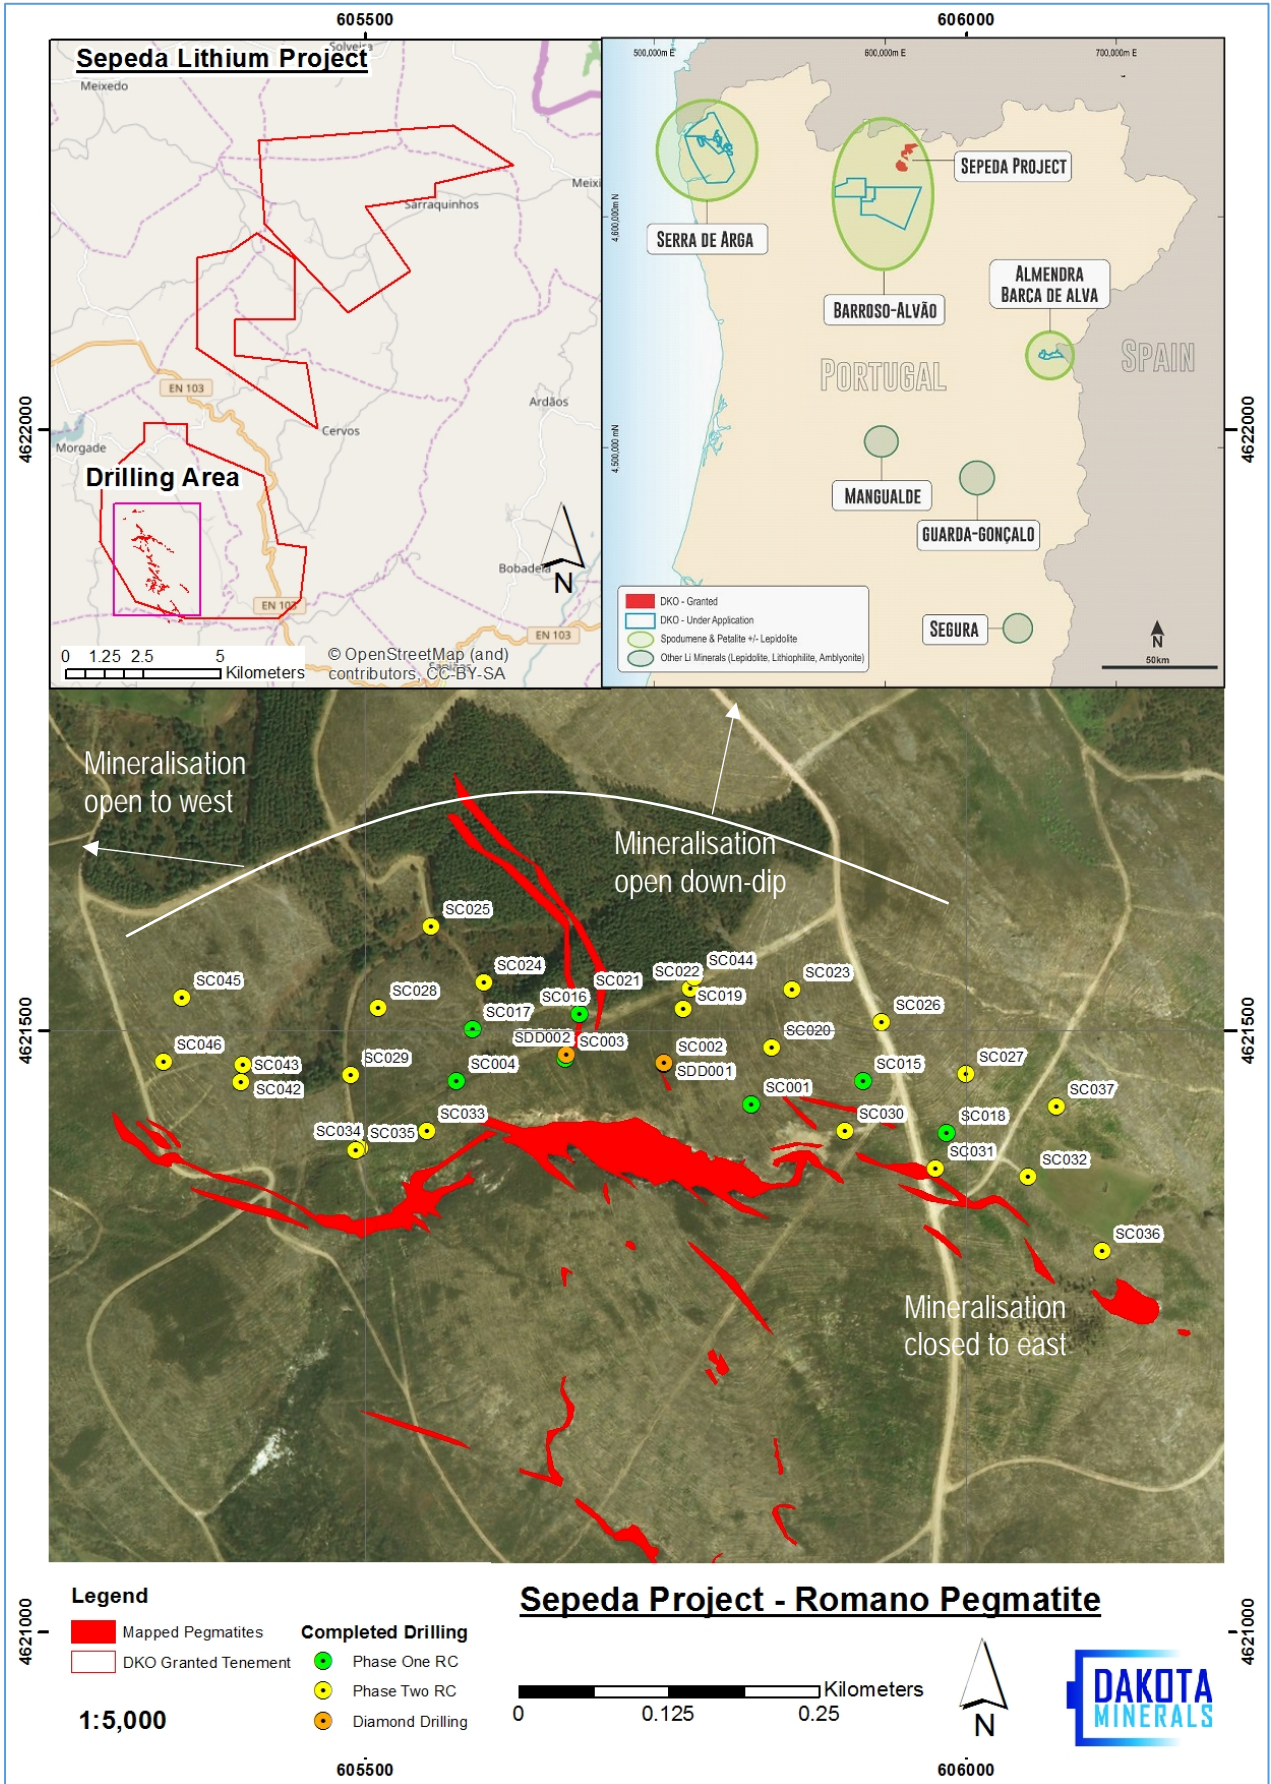 605500
606000
Sepeda Lithium Project
Solveira
Meixedo
Meixi
Sarraquinhos
EN 103
Ardãos
Cervos
Morgade
Drilling Area
Bobadela
N
EN 103
EN 103
0 1.25 2.5 5
Kilometers
© OpenStreetMap (and)
contributors, CC-BY-SA
500,000m E
600,000m E
700,000m E
4,600,000m N
4,500,000 mN
SEPEDA PROJECT
SERRA DE ARGA
ALMENDRA
BARCA DE ALVA
BARROSO-ALVÃO
PORTUGAL
SPAIN
MANGUALDE
GUARDA-GONÇALO
SEGURA
DKO - Granted
DKO - Under Application
Spodumene & Petalite +/- Lepidolite
Other Li Minerals (Lepidolite, Lithiophilite, Amblyonite)
N
50km
4622000
4622000
Mineralisation
open to west
Mineralisation
open down-dip
SC025
SC024
SC044
SC022
SC023
SC045
SC021
SC028
SC016
SC019
SC017
SC026
SDD002
SC003
SC020
SC002
SC046
SC043
SC029
SC004
SDD001
SC015
SC027
SC042
SC001
SC037
SC033
SC030
SC018
SC034
SC035
SC031
SC032
SC036
4621500
4621500
Mineralisation
closed to east
Legend
Mapped Pegmatites
DKO Granted Tenement
1:5,000
Completed Drilling
Phase One RC
Phase Two RC
Diamond Drilling
Sepeda Project - Romano Pegmatite
Kilometers
0 0.125 0.25
N
DAKOTA
MINERALS
4621000
4621000
605500
606000